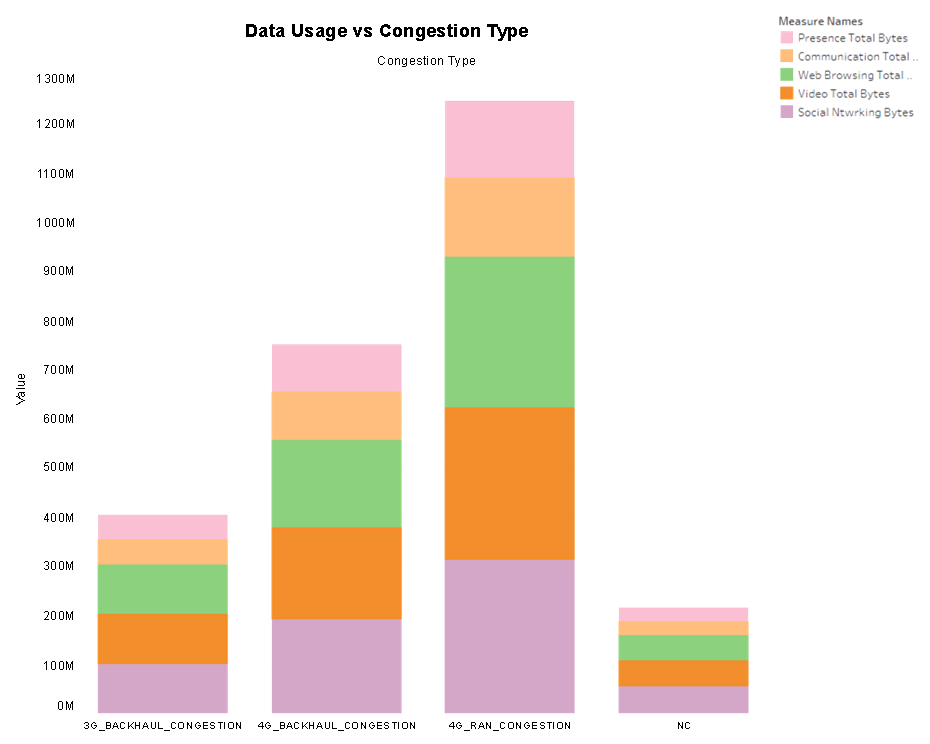 Data Usage vs Congestion Type
Congestion Type
Measure Names
Presence Total Bytes
Communication Total ..
Web Browsing Total ..
Video Total Bytes
Social Ntwrking Bytes
Value
1300M
1200M
1100M
1000M
900M
800M
700M
600M
500M
400M
300M
200M
100M
0M
3G_BACKHAUL_CONGESTION
4G_BACKHAUL_CONGESTION
4G_RAN_CONGESTION
NC